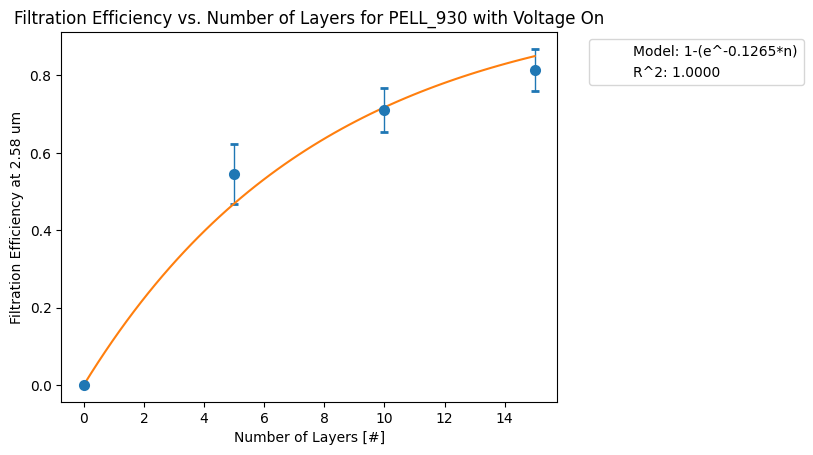 Filtration Efficiency vs. Number of Layers for PELL_930 with Voltage On
Model: 1-(e^-0.1265*n)
R^2: 1.0000
Filtration Efficiency at 2.58 um
0.8
0.6
0.4
0.2
0.0
0 2 4 6 8 10 12 14
Number of Layers [#]